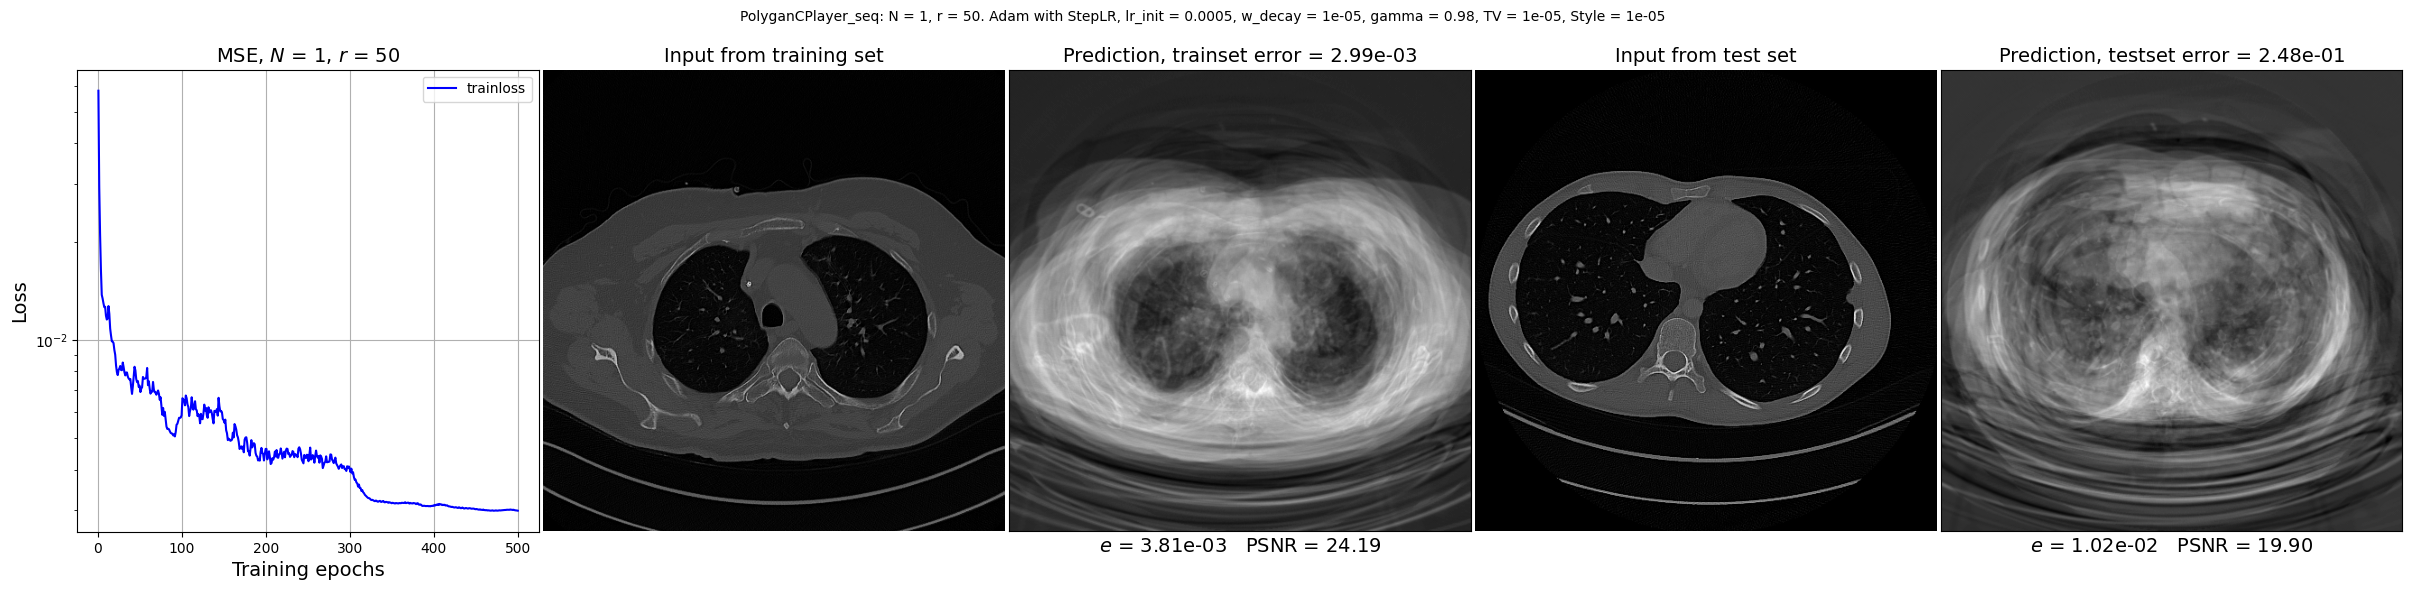 PolyganCPlayer_seq: N = 1, r = 50. Adam with StepLR, lr_init = 0.0005, w_decay = 1e-05, gamma = 0.98, TV = 1e-05, Style = 1e-05
MSE, N = 1, r = 50
Input from training set
Prediction, trainset error = 2.99e-03
Input from test set
Prediction, testset error = 2.48e-01
trainloss
Loss
10⁻²
0 100 200 300 400 500
Training epochs
e = 3.81e-03 PSNR = 24.19
e = 1.02e-02 PSNR = 19.90